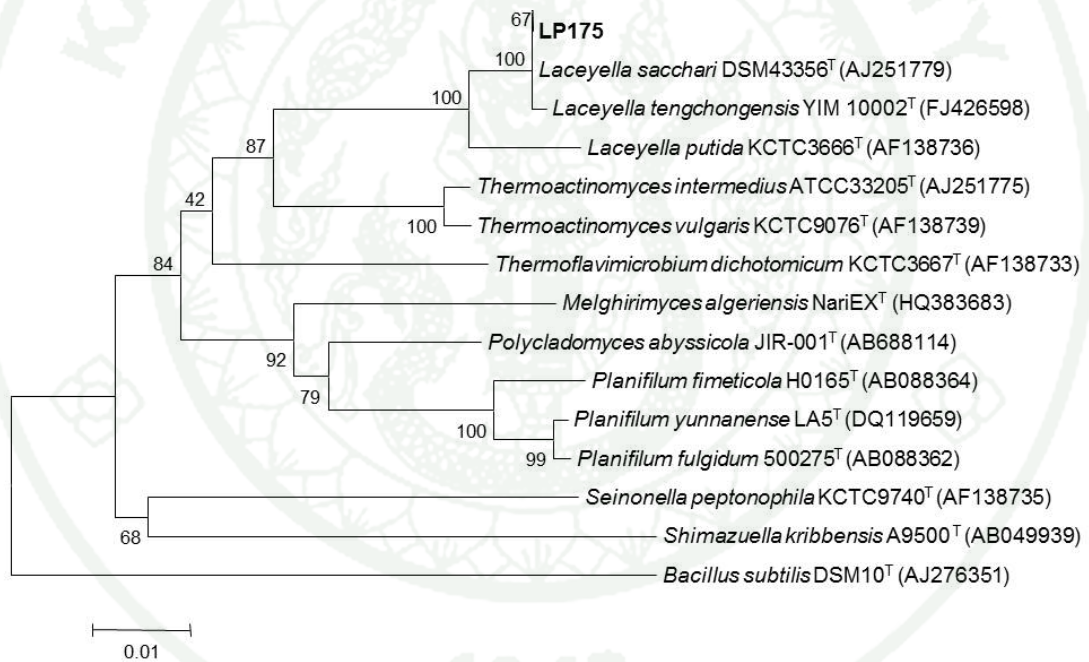 67
LP175
100
Laceyella sacchari DSM43356ᵀ (AJ251779)
100
Laceyella tengchongensis YIM 10002ᵀ (FJ426598)
87
Laceyella putida KCTC3666ᵀ (AF138736)
42
Thermoactinomyces intermedius ATCC33205ᵀ (AJ251775)
100
Thermoactinomyces vulgaris KCTC9076ᵀ (AF138739)
84
Thermoflavimicrobium dichotomicum KCTC3667ᵀ (AF138733)
Melghirimyces algeriensis NariEXᵀ (HQ383683)
92
Polycladomyces abyssicola JIR-001ᵀ (AB688114)
79
Planifilum fimeticola H0165ᵀ (AB088364)
100
Planifilum yunnanense LA5ᵀ (DQ119659)
99
Planifilum fulgidum 500275ᵀ (AB088362)
Seinonella peptonophila KCTC9740ᵀ (AF138735)
68
Shimazuella kribbensis A9500ᵀ (AB049939)
Bacillus subtilis DSM10ᵀ (AJ276351)
0.01